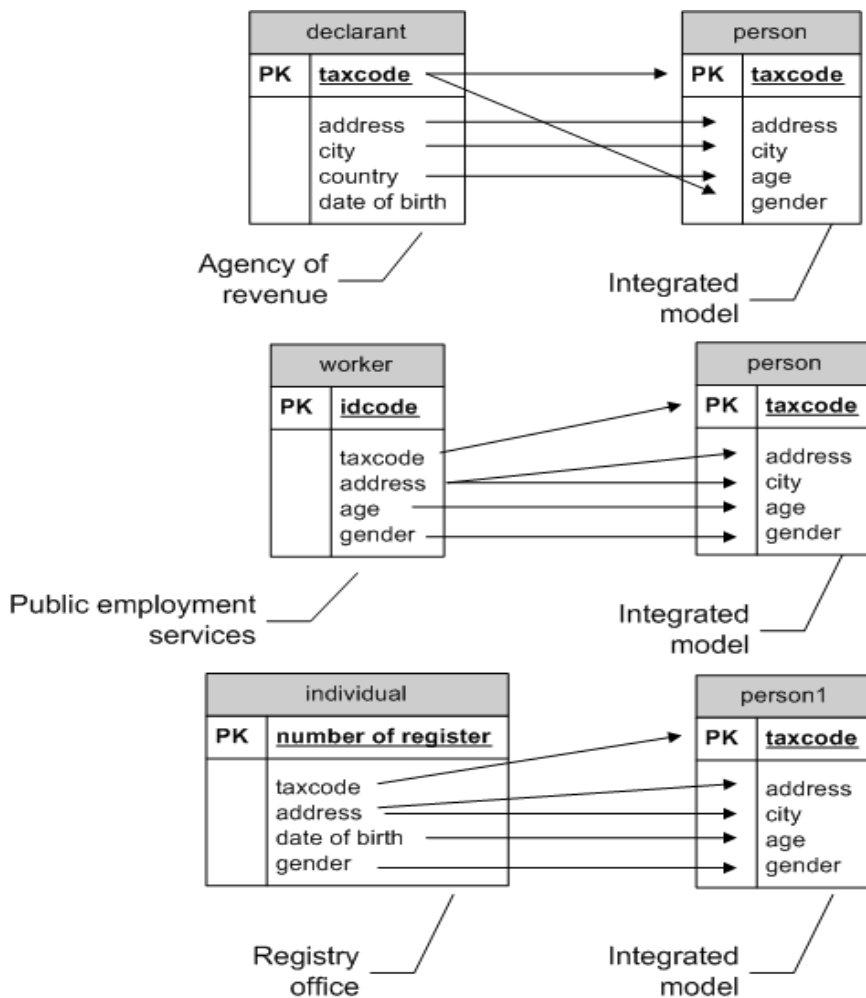 declarant
PK taxcode
address
city
country
date of birth
Agency of
revenue
person
PK taxcode
address
city
age
gender
Integrated
model
worker
PK idcode
taxcode
address
age
gender
Public employment
services
person
PK taxcode
address
city
age
gender
Integrated
model
individual
PK number of register
taxcode
address
date of birth
gender
Registry
office
person1
PK taxcode
address
city
age
gender
Integrated
model